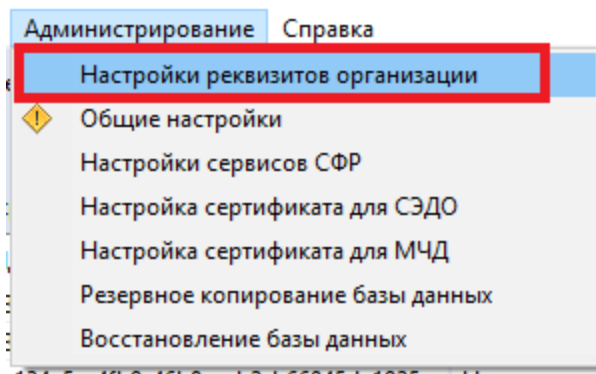 Администрирование Справка
Настройки реквизитов организации
Общие настройки
Настройки сервисов СФР
Настройка сертификата для СЭДО
Настройка сертификата для МЧД
Резервное копирование базы данных
Восстановление базы данных